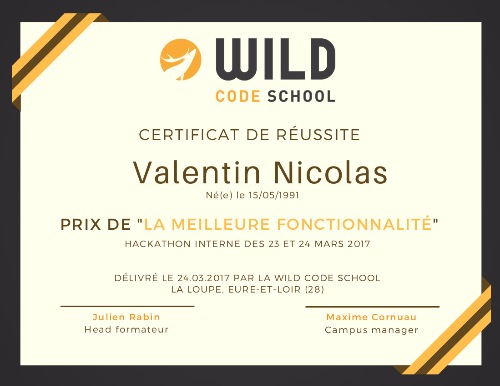 WILD
CODE SCHOOL
CERTIFICAT DE RÉUSSITE
Valentin Nicolas
Né(e) le 15/05/1991
PRIX DE "LA MEILLEURE FONCTIONNALITÉ"
HACKATHON INTERNE DES 23 ET 24 MARS 2017
DÉLIVRÉ LE 24.03.2017 PAR LA WILD CODE SCHOOL
LA LOUPE, EURE-ET-LOIR (28)
Julien Rabin
Head formateur
Maxime Cornuau
Campus manager